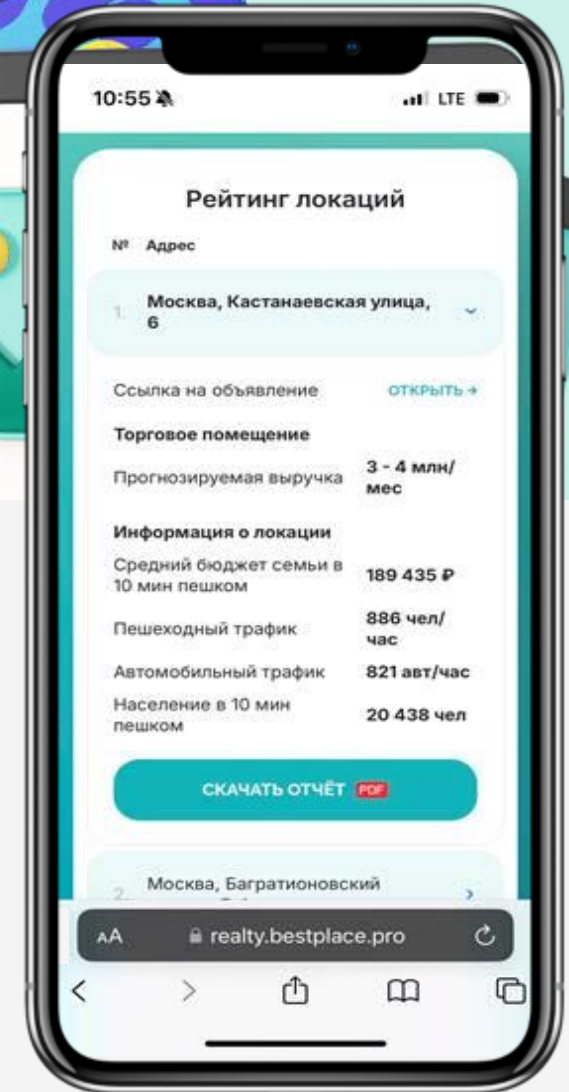 10:55
LTE
Рейтинг локаций
№ Адрес
1. Москва, Кастанаевская улица,
6
Ссылка на объявление ОТКРЫТЬ →
Торговое помещение
Прогнозируемая выручка 3 - 4 млн/
мес
Информация о локации
Средний бюджет семьи в
10 мин пешком 189 435 ₽
Пешеходный трафик 886 чел/
час
Автомобильный трафик 821 авт/час
Население в 10 мин
пешком 20 438 чел
СКАЧАТЬ ОТЧЁТ PDF
2. Москва, Багратионовский
AA realty.bestplace.pro